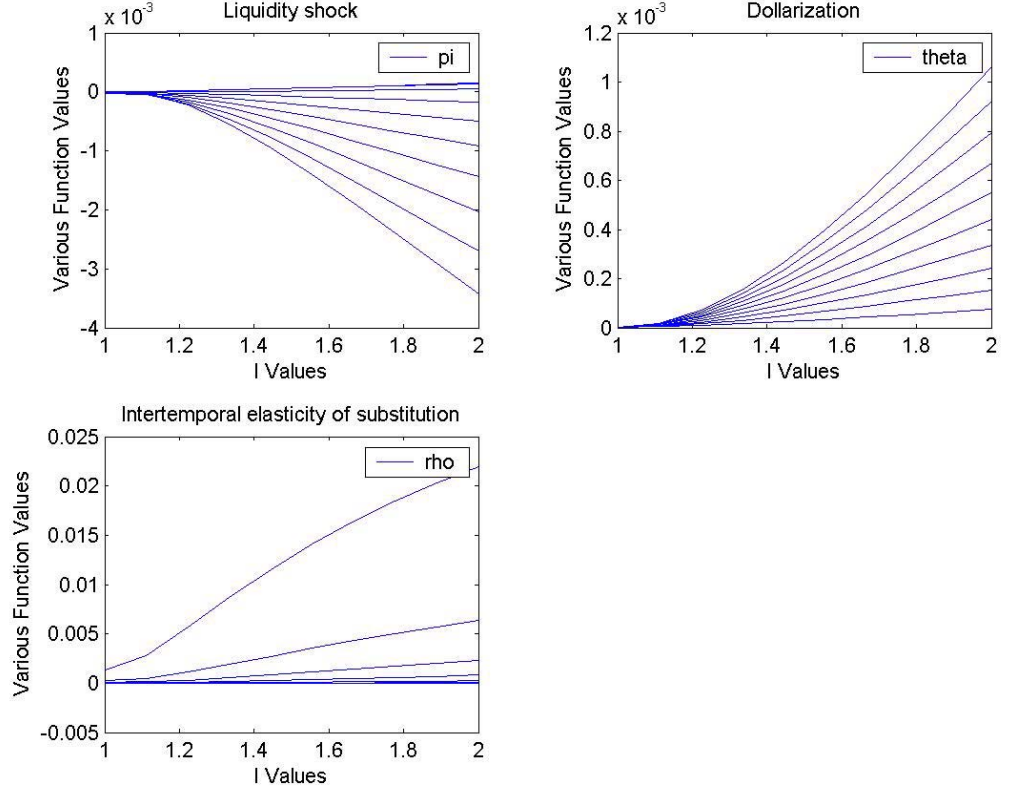 Liquidity shock
x 10-3
pi
Various Function Values
1
0
-1
-2
-3
-4
1 1.2 1.4 1.6 1.8 2
I Values
Dollarization
x 10-3
theta
Various Function Values
1.2
1
0.8
0.6
0.4
0.2
0
1 1.2 1.4 1.6 1.8 2
I Values
Intertemporal elasticity of substitution
rho
Various Function Values
0.025
0.02
0.015
0.01
0.005
0
-0.005
1 1.2 1.4 1.6 1.8 2
I Values